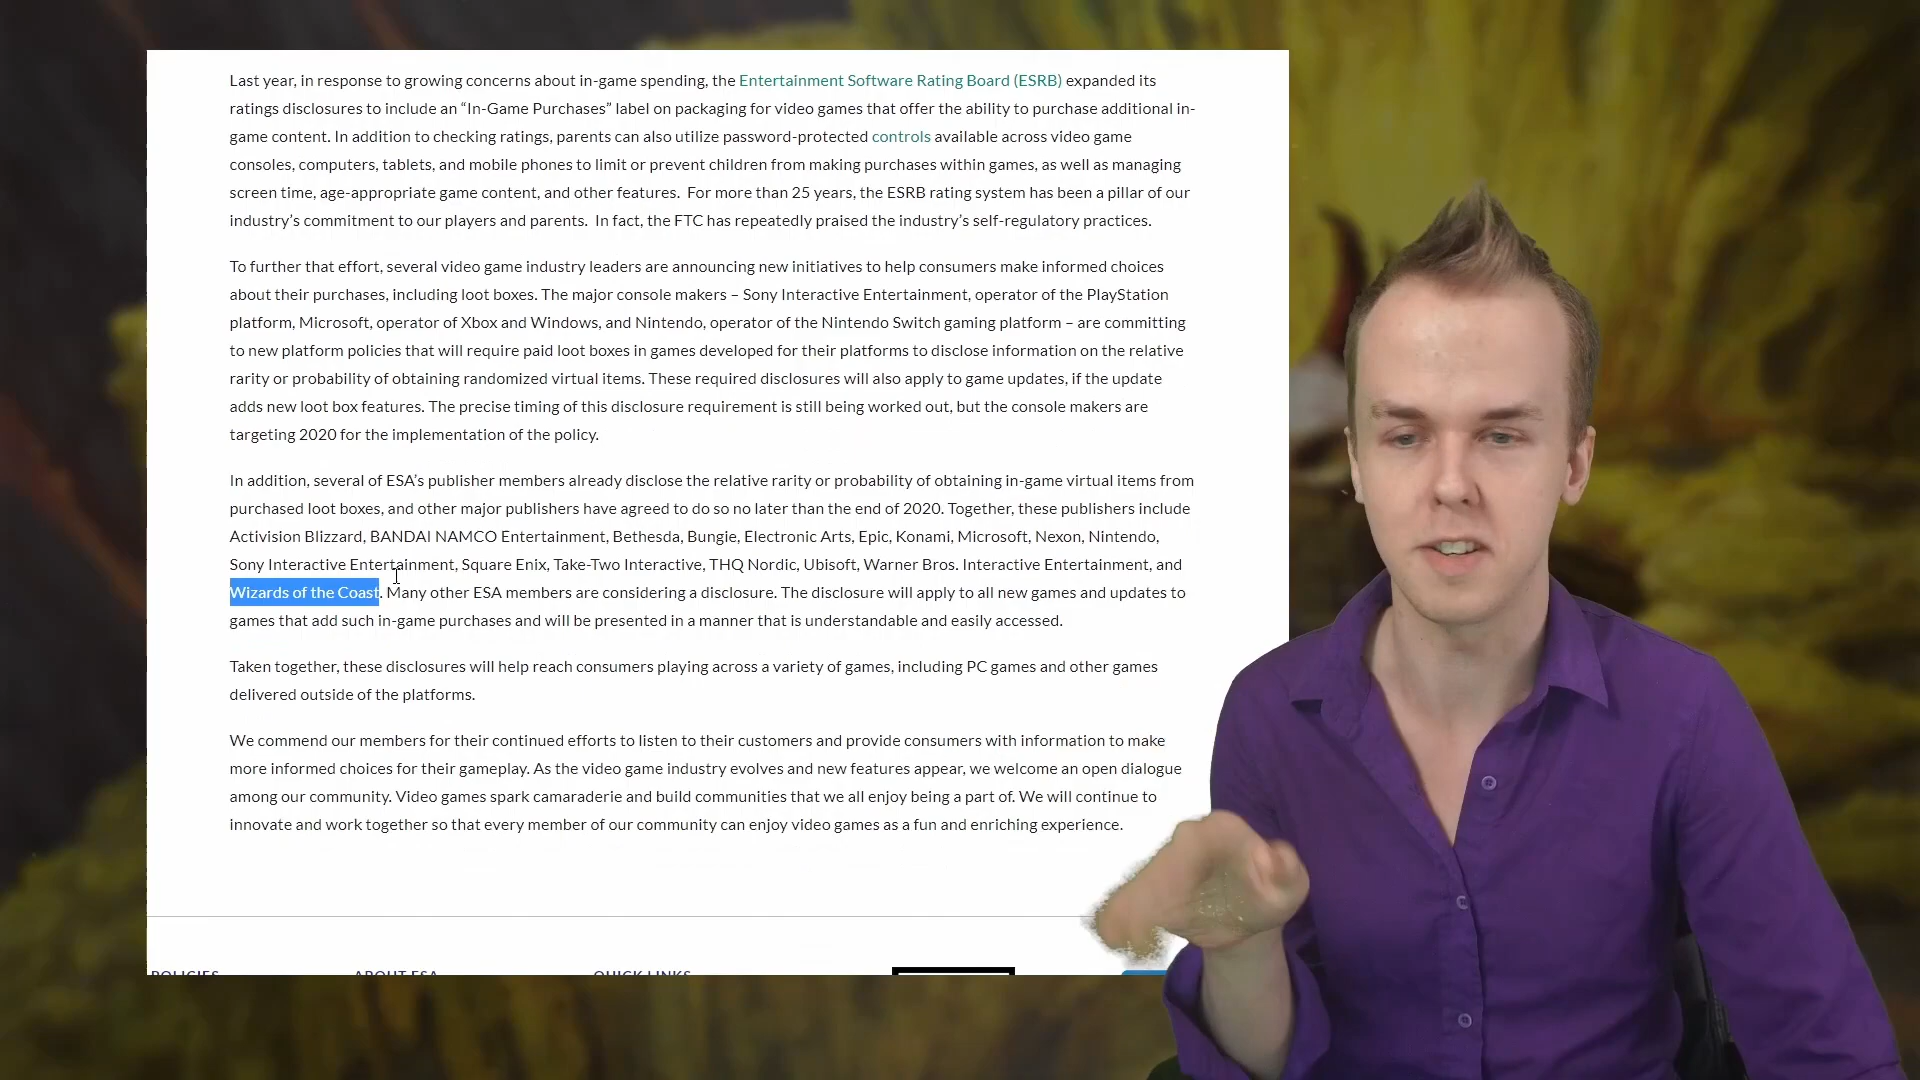 Last year, in response to growing concerns about in-game spending, the Entertainment Software Rating Board (ESRB) expanded its
ratings disclosures to include an “In-Game Purchases” label on packaging for video games that offer the ability to purchase additional in-
game content. In addition to checking ratings, parents can also utilize password-protected controls available across video game
consoles, computers, tablets, and mobile phones to limit or prevent children from making purchases within games, as well as managing
screen time, age-appropriate game content, and other features.  For more than 25 years, the ESRB rating system has been a pillar of our
industry’s commitment to our players and parents.  In fact, the FTC has repeatedly praised the industry’s self-regulatory practices.
To further that effort, several video game industry leaders are announcing new initiatives to help consumers make informed choices
about their purchases, including loot boxes. The major console makers – Sony Interactive Entertainment, operator of the PlayStation
platform, Microsoft, operator of Xbox and Windows, and Nintendo, operator of the Nintendo Switch gaming platform – are committing
to new platform policies that will require paid loot boxes in games developed for their platforms to disclose information on the relative
rarity or probability of obtaining randomized virtual items. These required disclosures will also apply to game updates, if the update
adds new loot box features. The precise timing of this disclosure requirement is still being worked out, but the console makers are
targeting 2020 for the implementation of the policy.
In addition, several of ESA’s publisher members already disclose the relative rarity or probability of obtaining in-game virtual items from
purchased loot boxes, and other major publishers have agreed to do so no later than the end of 2020. Together, these publishers include
Activision Blizzard, BANDAI NAMCO Entertainment, Bethesda, Bungie, Electronic Arts, Epic, Konami, Microsoft, Nexon, Nintendo,
Sony Interactive Entertainment, Square Enix, Take-Two Interactive, THQ Nordic, Ubisoft, Warner Bros. Interactive Entertainment, and
Wizards of the Coast. Many other ESA members are considering a disclosure. The disclosure will apply to all new games and updates to
games that add such in-game purchases and will be presented in a manner that is understandable and easily accessed.
Taken together, these disclosures will help reach consumers playing across a variety of games, including PC games and other games
delivered outside of the platforms.
We commend our members for their continued efforts to listen to their customers and provide consumers with information to make
more informed choices for their gameplay. As the video game industry evolves and new features appear, we welcome an open dialogue
among our community. Video games spark camaraderie and build communities that we all enjoy being a part of. We will continue to
innovate and work together so that every member of our community can enjoy video games as a fun and enriching experience.
POLICIES ABOUT ESA QUICK LINKS